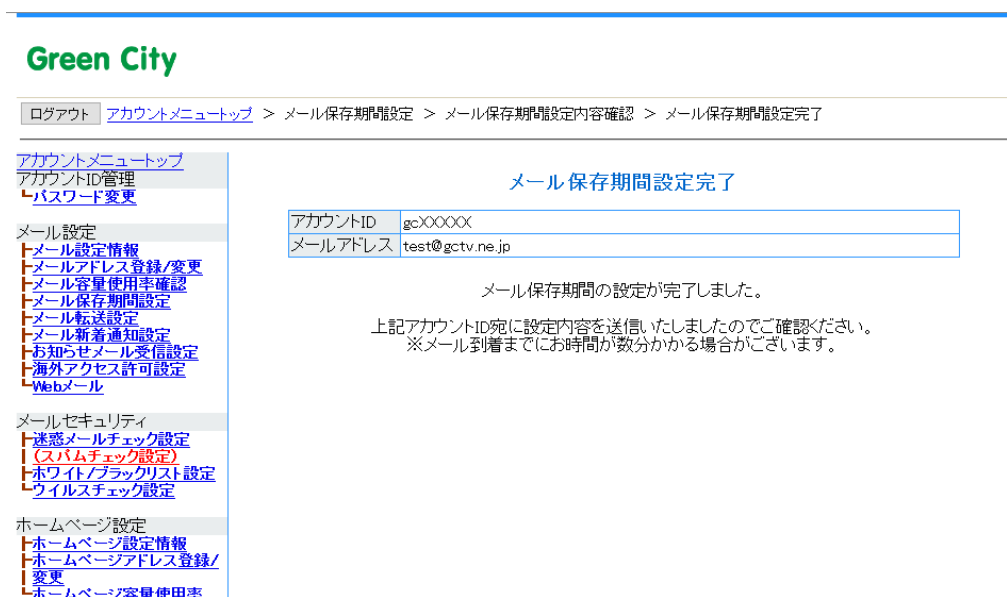 Green City
ログアウト アカウントメニュートップ > メール保存期間設定 > メール保存期間設定内容確認 > メール保存期間設定完了
アカウントメニュートップ
アカウントID管理
パスワード変更
メール設定
メール設定情報
メールアドレス登録/変更
メール容量使用率確認
メール保存期間設定
メール転送設定
メール新着通知設定
お知らせメール受信設定
海外アクセス許可設定
Webメール
メールセキュリティ
迷惑メールチェック設定
(スパムチェック設定)
ホワイト/ブラックリスト設定
ウイルスチェック設定
ホームページ設定
ホームページ設定情報
ホームページアドレス登録/
変更
ホームページ容量使用率
メール保存期間設定完了
アカウントID gcXXXXX
メールアドレス test@gctv.ne.jp
メール保存期間の設定が完了しました。
上記アカウントID宛に設定内容を送信いたしましたのでご確認ください。
※メール到着までにお時間が数分かかる場合がございます。